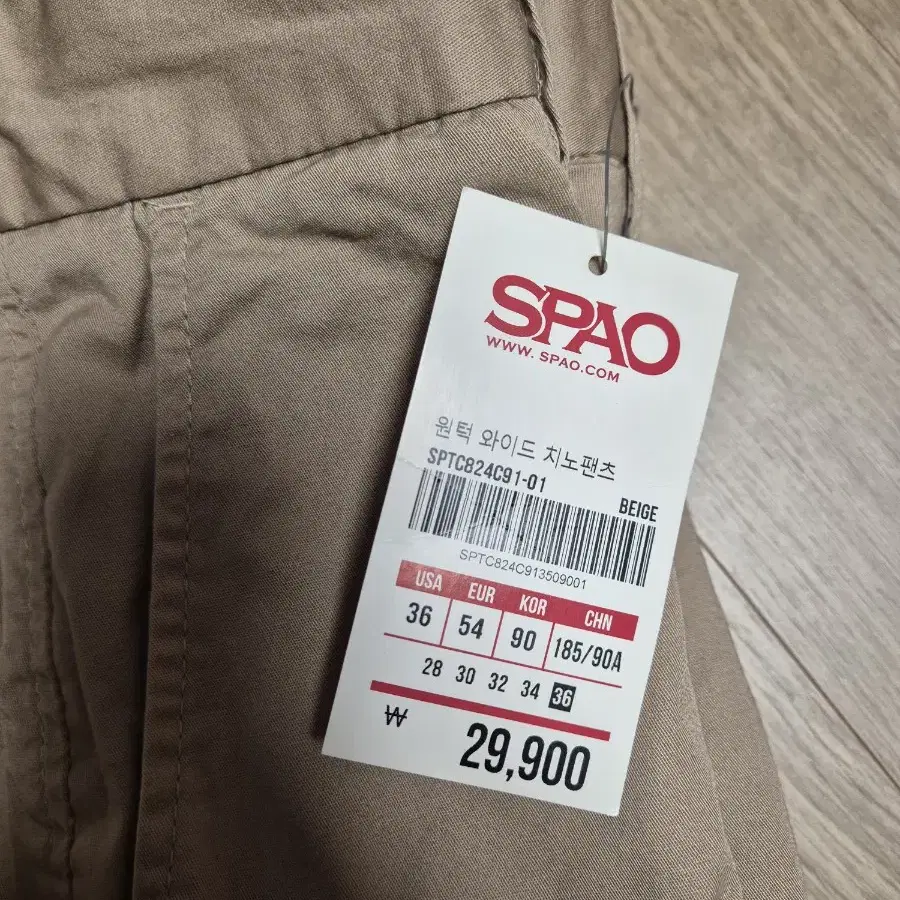 SPAO
WWW. SPAO.COM
원턱 와이드 치노팬츠
SPTC824C91-01
BEIGE
SPTC824C913509001
USA EUR KOR CHN
36 54 90 185/90A
28 30 32 34 36
₩ 29,900